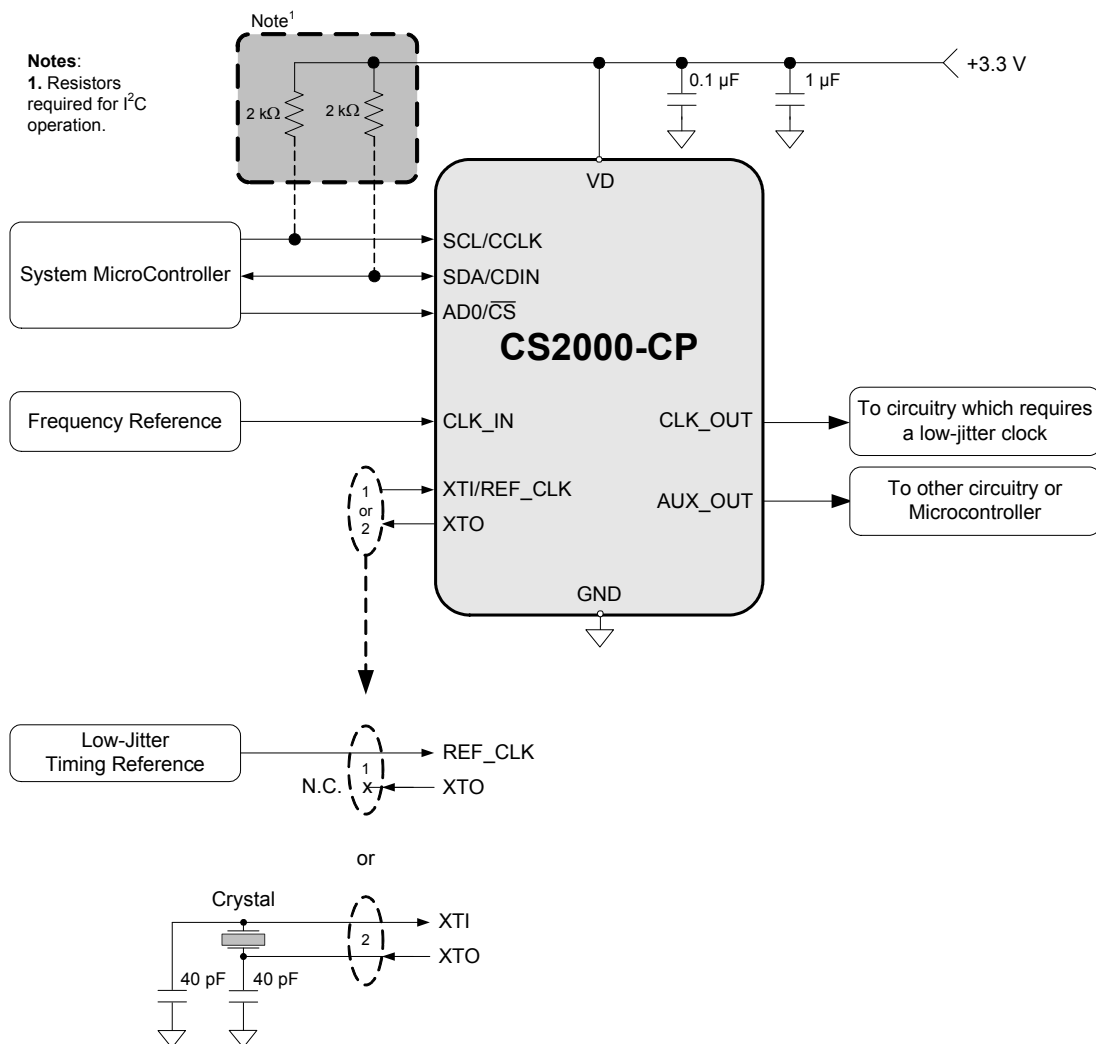 Note¹
Notes:
1. Resistors
required for I²C
operation.
2 kΩ
2 kΩ
0.1 µF
1 µF
+3.3 V
VD
System MicroController
SCL/CCLK
SDA/CDIN
AD0/C̅S̅
CS2000-CP
Frequency Reference
CLK_IN
CLK_OUT
To circuitry which requires
a low-jitter clock
1
or
2
XTI/REF_CLK
XTO
AUX_OUT
To other circuitry or
Microcontroller
GND
Low-Jitter
Timing Reference
1
REF_CLK
N.C.
x
XTO
or
Crystal
2
XTI
XTO
40 pF
40 pF